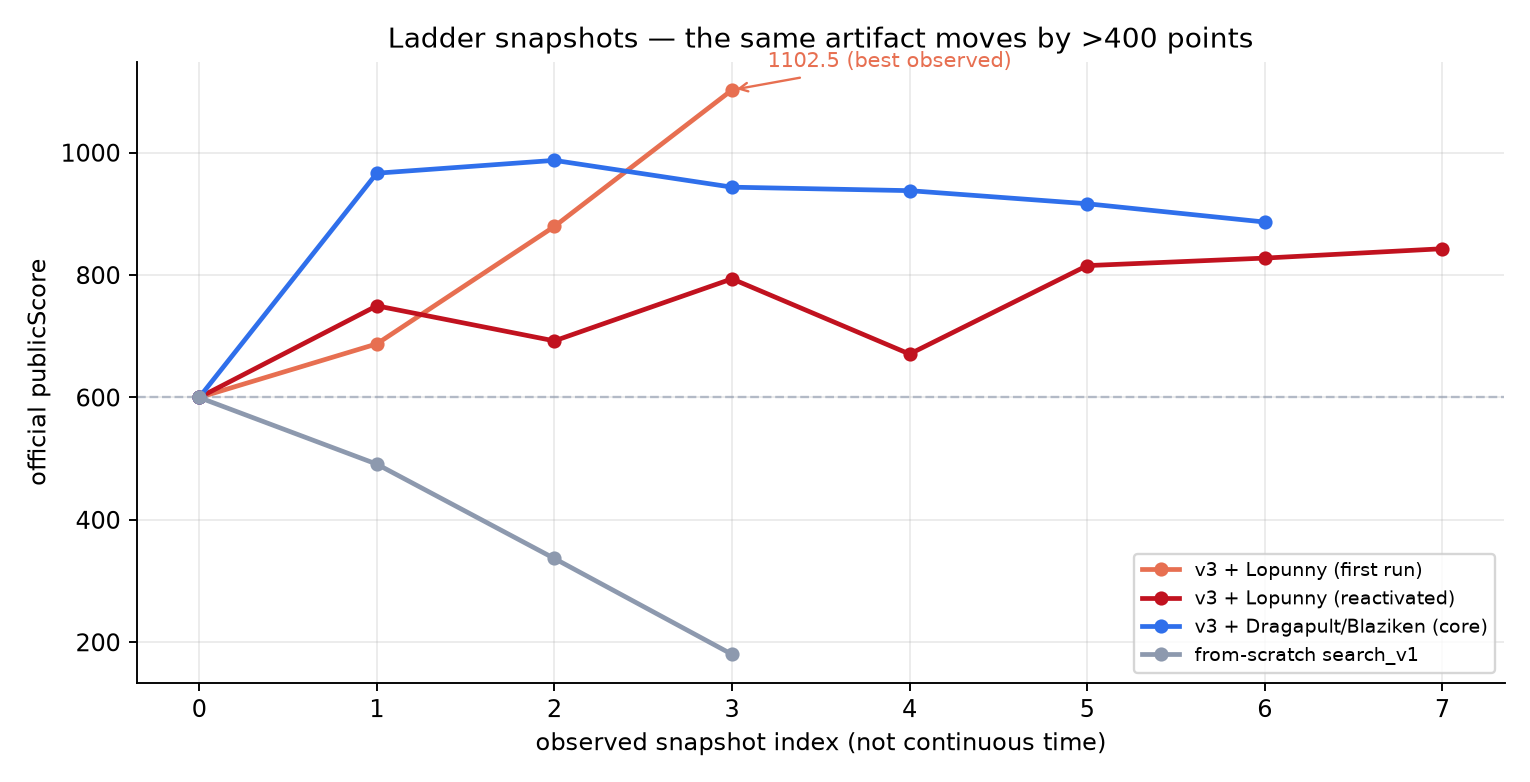 Ladder snapshots — the same artifact moves by >400 points
1102.5 (best observed)
official publicScore
1000
800
600
400
200
v3 + Lopunny (first run)
v3 + Lopunny (reactivated)
v3 + Dragapult/Blaziken (core)
from-scratch search_v1
0 1 2 3 4 5 6 7
observed snapshot index (not continuous time)